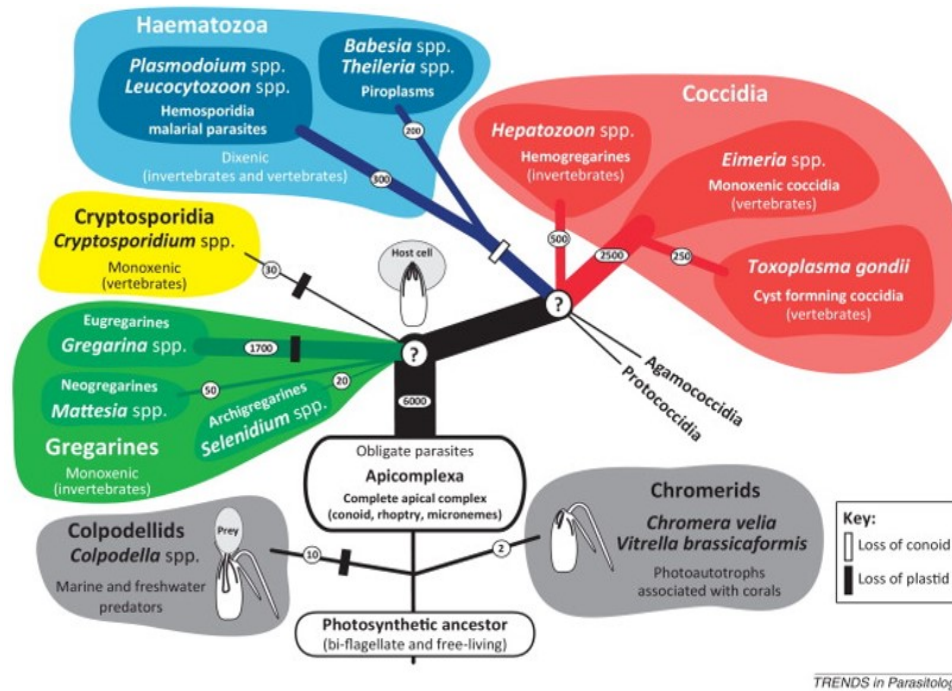 Haematozoa
Plasmodoium spp.
Leucocytozoon spp.
Hemosporidia
malarial parasites
Babesia spp.
Theileria spp.
Piroplasms
Dixenic
(invertebrates and vertebrates)
200
300
Coccidia
Hepatozoon spp.
Hemogregarines
(invertebrates)
Eimeria spp.
Monoxenic coccidia
(vertebrates)
Toxoplasma gondii
Cyst formning coccidia
(vertebrates)
500
2500
250
Cryptosporidia
Cryptosporidium spp.
Monoxenic
(vertebrates)
30
Host cell
?
?
Agamococcidia
Protococcidia
Eugregarines
Gregarina spp.
1700
Neogregarines
Mattesia spp.
50
Archigregarines
Selenidium spp.
20
Gregarines
Monoxenic
(invertebrates)
6000
Obligate parasites
Apicomplexa
Complete apical complex
(conoid, rhoptry, micronemes)
Colpodellids
Colpodella spp.
Marine and freshwater
predators
Prey
10
2
Chromerids
Chromera velia
Vitrella brassicaformis
Photoautotrophs
associated with corals
Photosynthetic ancestor
(bi-flagellate and free-living)
Key:
Loss of conoid
Loss of plastid
TRENDS in Parasitolog